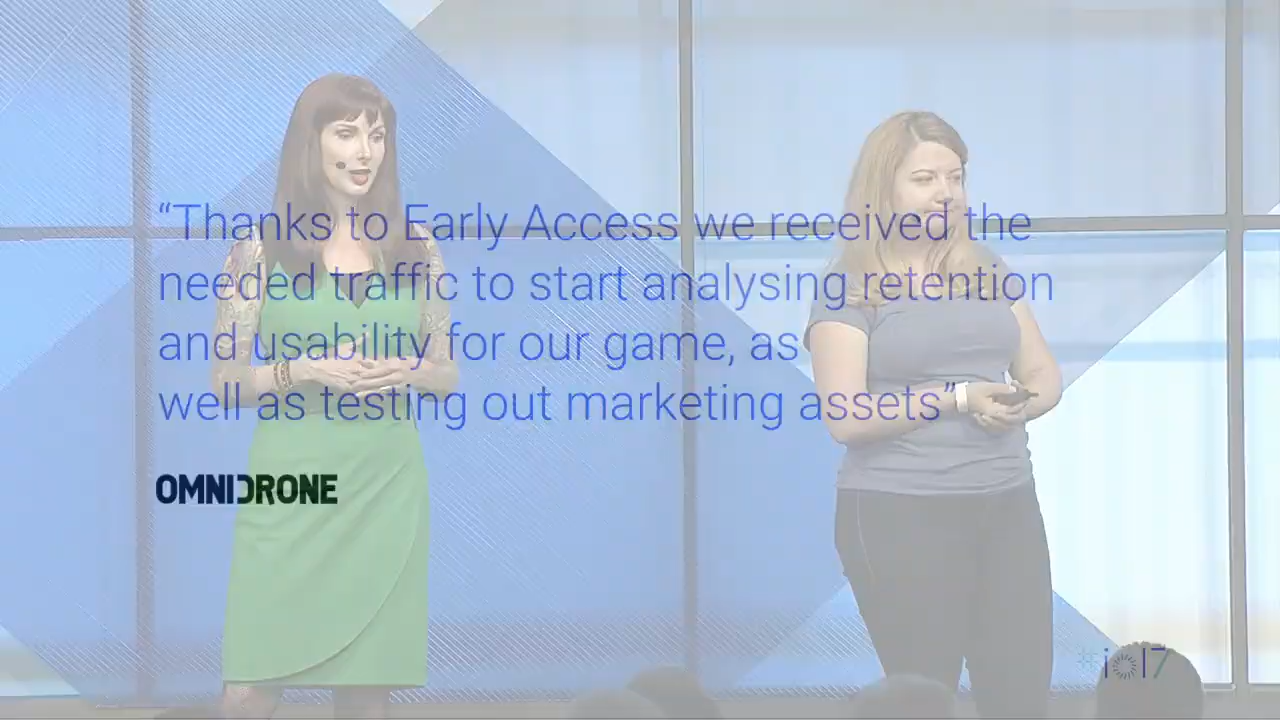 “Thanks to Early Access we received the
needed traffic to start analysing retention
and usability for our game, as
well as testing out marketing assets”
OMNIDRONE
#io17